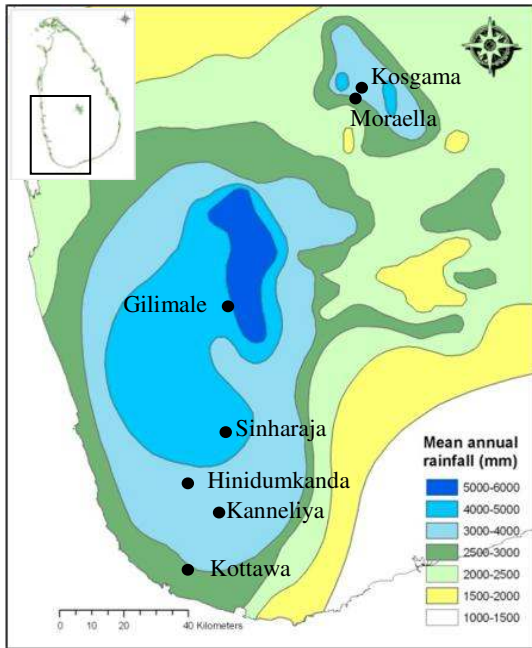 Kosgama
Moraella
Gilimale
Sinharaja
Hinidumkanda
Kanneliya
Kottawa
Mean annual
rainfall (mm)
5000-6000
4000-5000
3000-4000
2500-3000
2000-2500
1500-2000
1000-1500
0 10 20 40 Kilometers